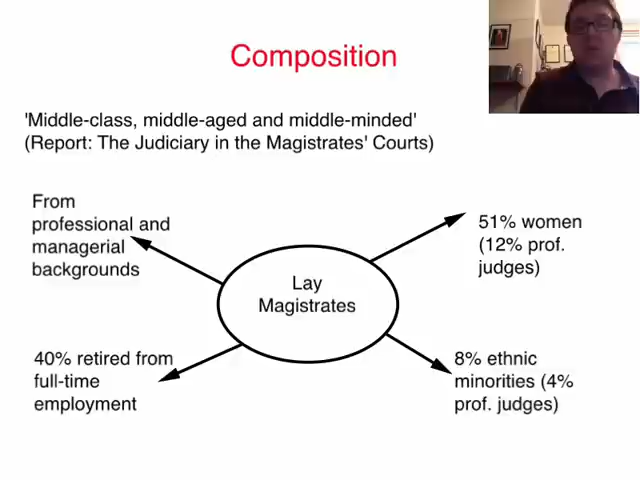 Composition
'Middle-class, middle-aged and middle-minded'
(Report: The Judiciary in the Magistrates' Courts)
From
professional and
managerial
backgrounds
51% women
(12% prof.
judges)
Lay
Magistrates
40% retired from
full-time
employment
8% ethnic
minorities (4%
prof. judges)